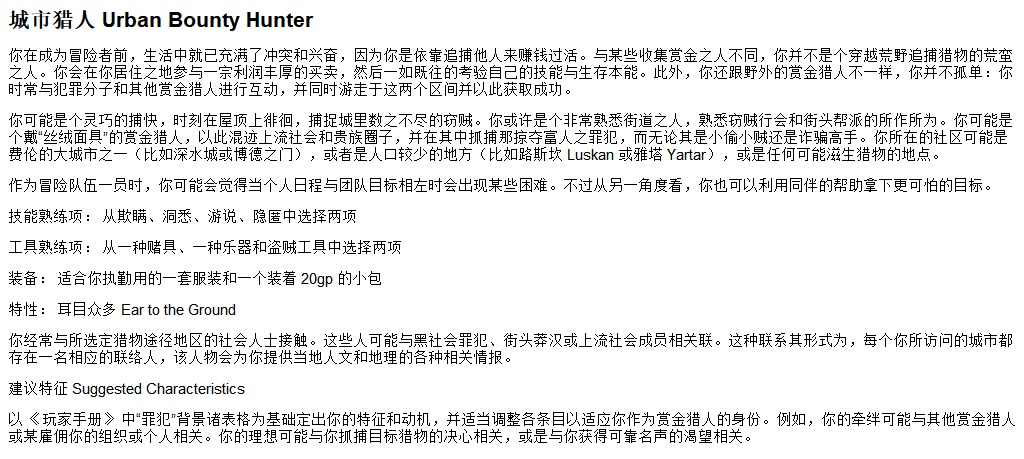 城市猎人 Urban Bounty Hunter
你在成为冒险者前，生活中就已充满了冲突和兴奋，因为你是依靠追捕他人来赚钱过活。与某些收集赏金之人不同，你并不是个穿越荒野追捕猎物的荒蛮
之人。你会在你居住之地参与一宗利润丰厚的买卖，然后一如既往的考验自己的技能与生存本能。此外，你还跟野外的赏金猎人不一样，你并不孤单：你
时常与犯罪分子和其他赏金猎人进行互动，并同时游走于这两个区间并以此获取成功。
你可能是个灵巧的捕快，时刻在屋顶上徘徊，捕捉城里数之不尽的窃贼。你或许是个非常熟悉街道之人，熟悉窃贼行会和街头帮派的所作所为。你可能是
个戴“丝绒面具”的赏金猎人，以此混迹上流社会和贵族圈子，并在其中抓捕那掠夺富人之罪犯，而无论其是小偷小贼还是诈骗高手。你所在的社区可能是
费伦的大城市之一（比如深水城或博德之门），或者是人口较少的地方（比如路斯坎 Luskan 或雅塔 Yartar），或是任何可能滋生猎物的地点。
作为冒险队伍一员时，你可能会觉得当个人日程与团队目标相左时会出现某些困难。不过从另一角度看，你也可以利用同伴的帮助拿下更可怕的目标。
技能熟练项： 从欺瞒、洞悉、游说、隐匿中选择两项
工具熟练项： 从一种赌具、一种乐器和盗贼工具中选择两项
装备： 适合你执勤用的一套服装和一个装着 20gp 的小包
特性： 耳目众多 Ear to the Ground
你经常与所选定猎物途径地区的社会人士接触。这些人可能与黑社会罪犯、街头莽汉或上流社会成员相关联。这种联系其形式为，每个你所访问的城市都
存在一名相应的联络人，该人物会为你提供当地人文和地理的各种相关情报。
建议特征 Suggested Characteristics
以《玩家手册》中“罪犯”背景诸表格为基础定出你的特征和动机，并适当调整各条目以适应你作为赏金猎人的身份。例如，你的牵绊可能与其他赏金猎人
或某雇佣你的组织或个人相关。你的理想可能与你抓捕目标猎物的决心相关，或是与你获得可靠名声的渴望相关。